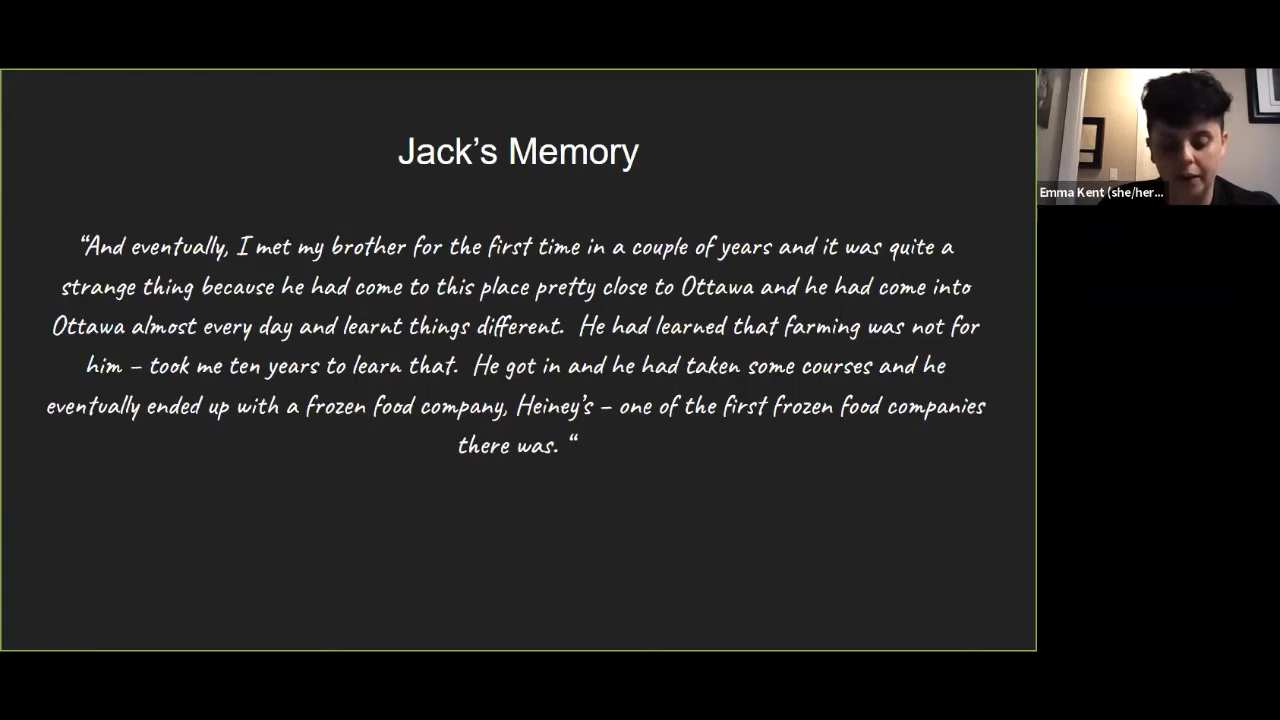 Jack's Memory
“And eventually, I met my brother for the first time in a couple of years and it was quite a
strange thing because he had come to this place pretty close to Ottawa and he had come into
Ottawa almost every day and learnt things different.  He had learned that farming was not for
him – took me ten years to learn that.  He got in and he had taken some courses and he
eventually ended up with a frozen food company, Heiney's – one of the first frozen food companies
there was. “
Emma Kent (she/her...